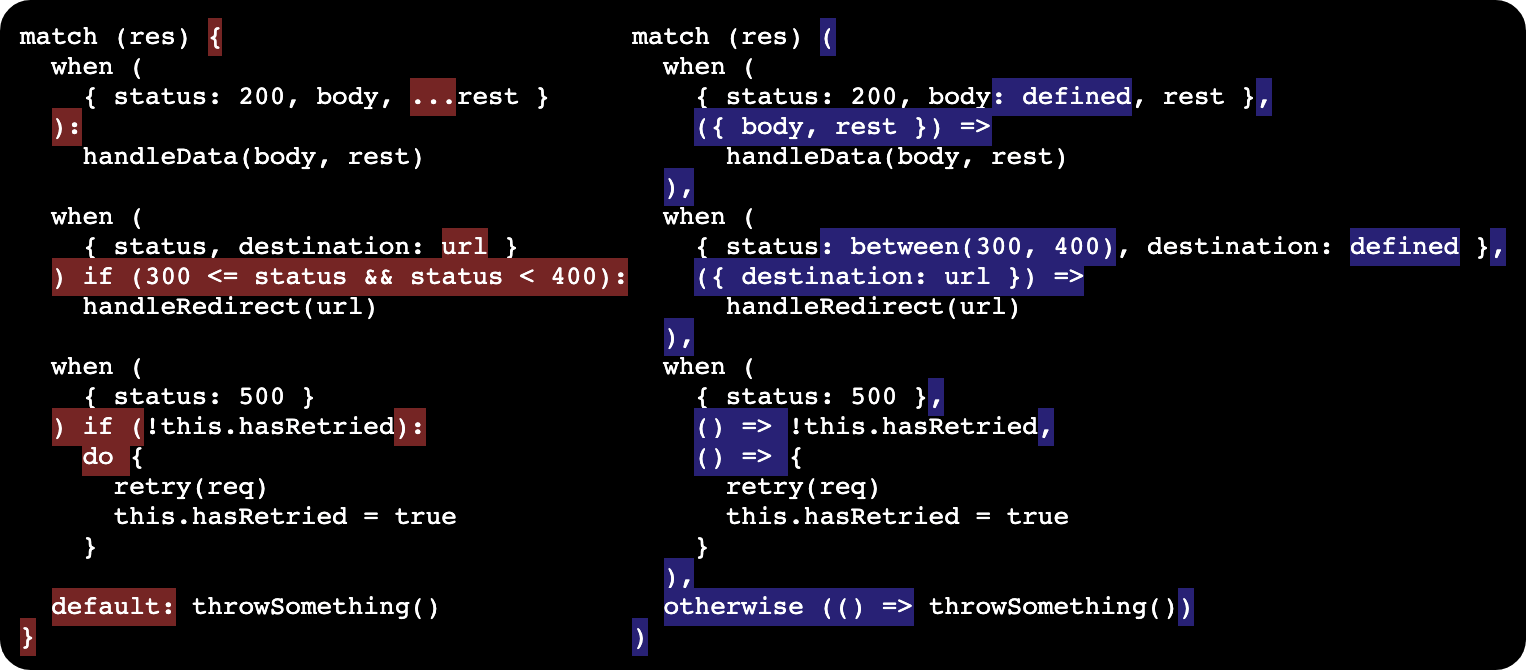 match (res) {
  when (
    { status: 200, body, ...rest }
  ):
    handleData(body, rest)

  when (
    { status, destination: url }
  ) if (300 <= status && status < 400):
    handleRedirect(url)

  when (
    { status: 500 }
  ) if (!this.hasRetried):
    do {
      retry(req)
      this.hasRetried = true
    }

  default: throwSomething()
}
match (res) (
  when (
    { status: 200, body: defined, rest },
    ({ body, rest }) =>
      handleData(body, rest)
  ),
  when (
    { status: between(300, 400), destination: defined },
    ({ destination: url }) =>
      handleRedirect(url)
  ),
  when (
    { status: 500 },
    () => !this.hasRetried,
    () => {
      retry(req)
      this.hasRetried = true
    }
  ),
  otherwise (() => throwSomething())
)